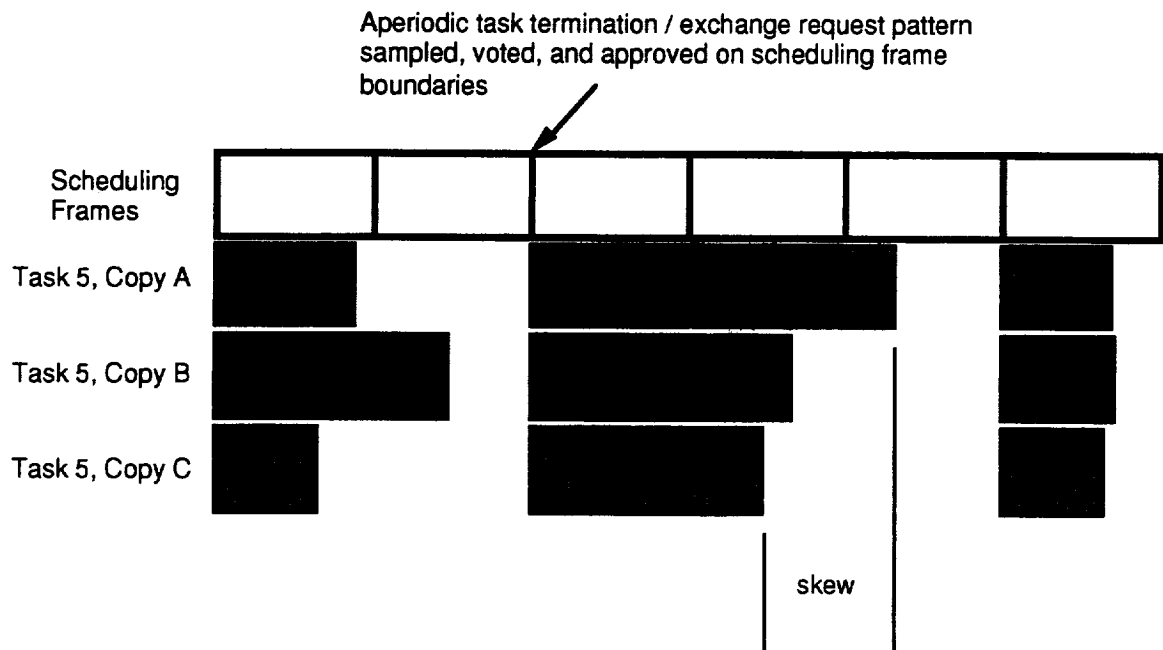 Aperiodic task termination / exchange request pattern
sampled, voted, and approved on scheduling frame
boundaries
Scheduling
Frames
Task 5, Copy A
Task 5, Copy B
Task 5, Copy C
skew